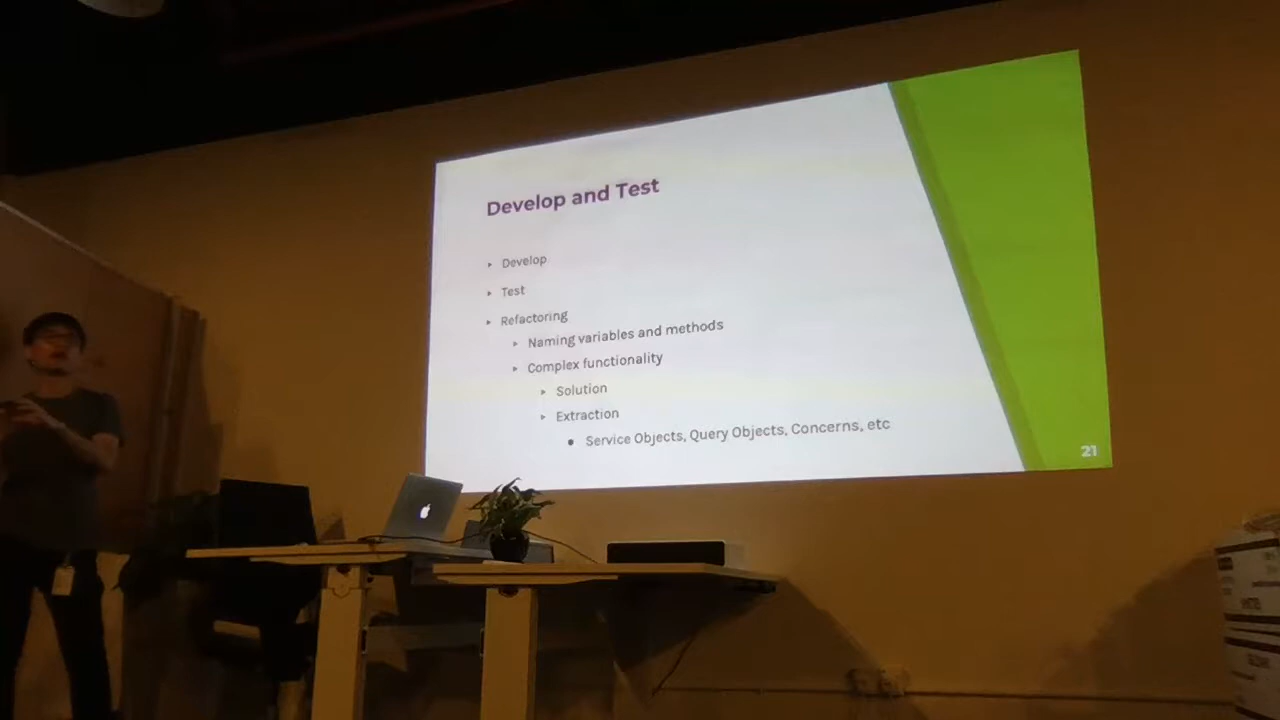 Develop and Test
Develop
Test
Refactoring
Naming variables and methods
Complex functionality
Solution
Extraction
Service Objects, Query Objects, Concerns, etc
21